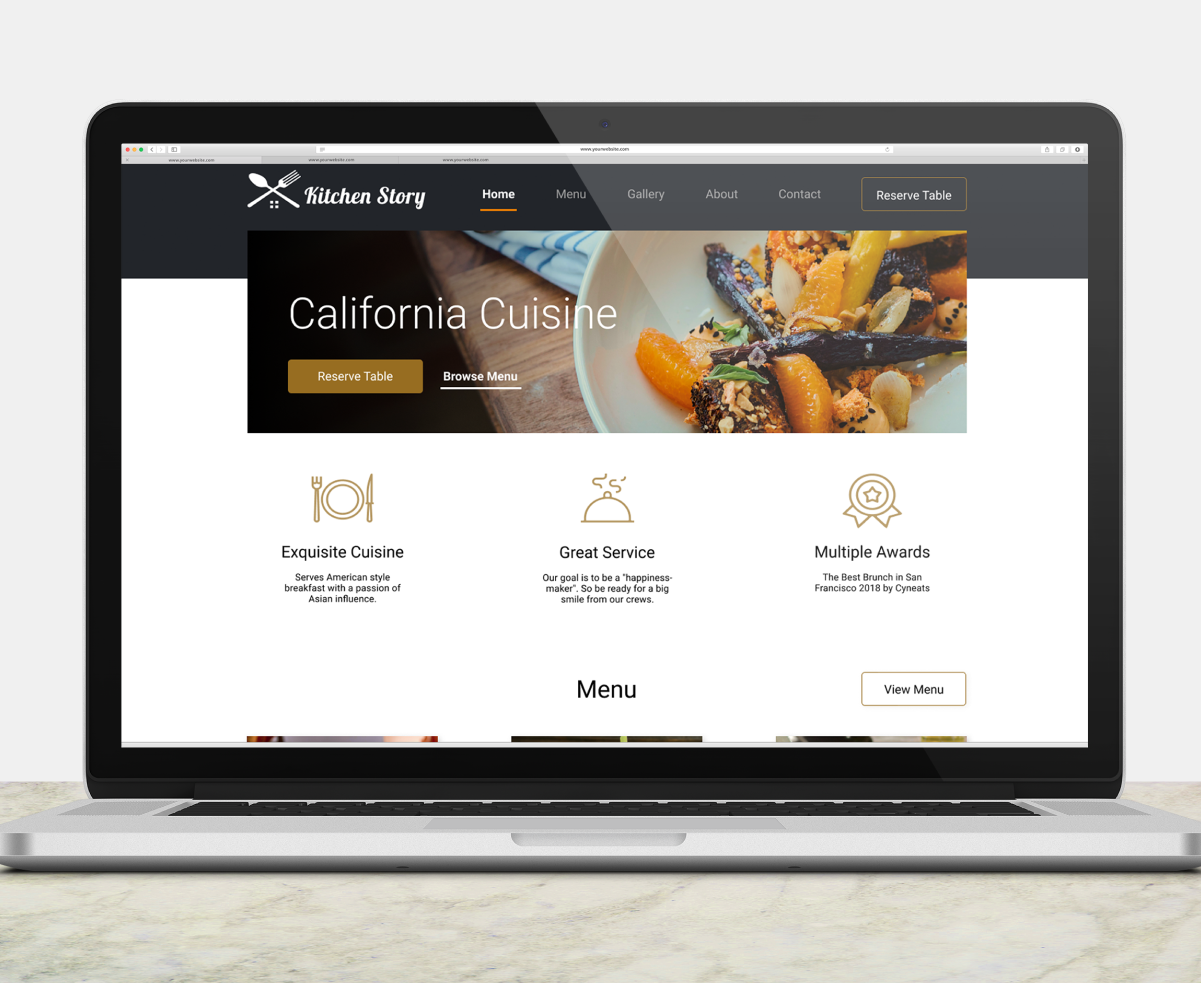 www.yourwebsite.com
www.yourwebsite.com
www.yourwebsite.com
www.yourwebsite.com
Kitchen Story
Home
Menu
Gallery
About
Contact
Reserve Table
California Cuisine
Reserve Table
Browse Menu
Exquisite Cuisine
Serves American style
breakfast with a passion of
Asian influence.
Great Service
Our goal is to be a "happiness-
maker". So be ready for a big
smile from our crews.
Multiple Awards
The Best Brunch in San
Francisco 2018 by Cyneats
Menu
View Menu